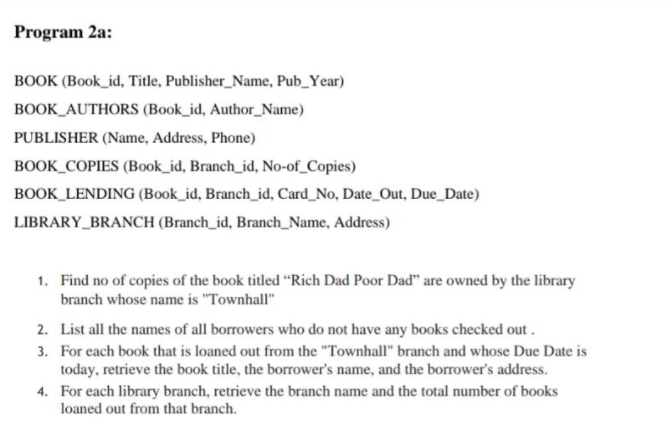 Program 2a:
BOOK (Book_id, Title, Publisher_Name, Pub_Year)
BOOK_AUTHORS (Book_id, Author_Name)
PUBLISHER (Name, Address, Phone)
BOOK_COPIES (Book_id, Branch_id, No-of_Copies)
BOOK_LENDING (Book_id, Branch_id, Card_No, Date_Out, Due_Date)
LIBRARY_BRANCH (Branch_id, Branch_Name, Address)
1. Find no of copies of the book titled “Rich Dad Poor Dad” are owned by the library
branch whose name is "Townhall"
2. List all the names of all borrowers who do not have any books checked out .
3. For each book that is loaned out from the "Townhall" branch and whose Due Date is
today, retrieve the book title, the borrower's name, and the borrower's address.
4. For each library branch, retrieve the branch name and the total number of books
loaned out from that branch.